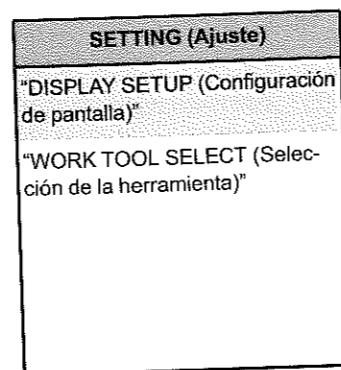 SETTING (Ajuste)
“DISPLAY SETUP (Configuración
de pantalla)”
“WORK TOOL SELECT (Selec-
ción de la herramienta)”